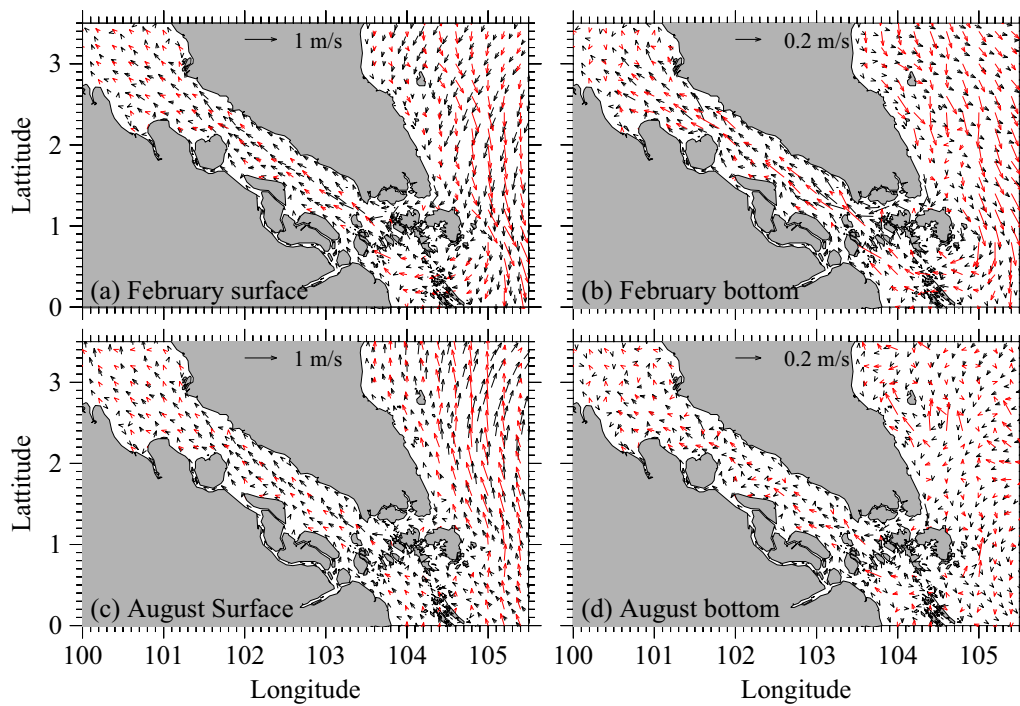 1 m/s
0.2 m/s
3
2
1
0
Lattitude
(a) February surface
(b) February bottom
1 m/s
0.2 m/s
3
2
1
0
Lattitude
(c) August Surface
(d) August bottom
100 101 102 103 104 105
100 101 102 103 104 105
Longitude
Longitude